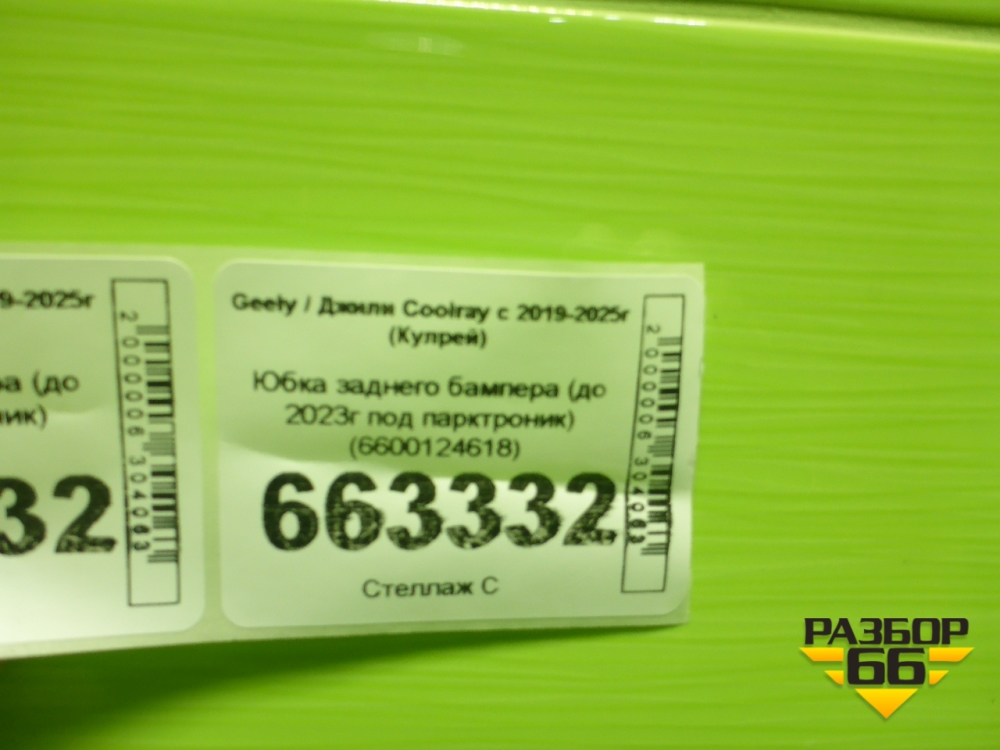 9-2025г
ра (до
ник)
32
2000006304083
Geely / Джили Coolray с 2019-2025г
(Кулрей)
Юбка заднего бампера (до
2023г под парктроник)
(6600124618)
663332
Стеллаж С
2000006304083
РАЗБОР
66